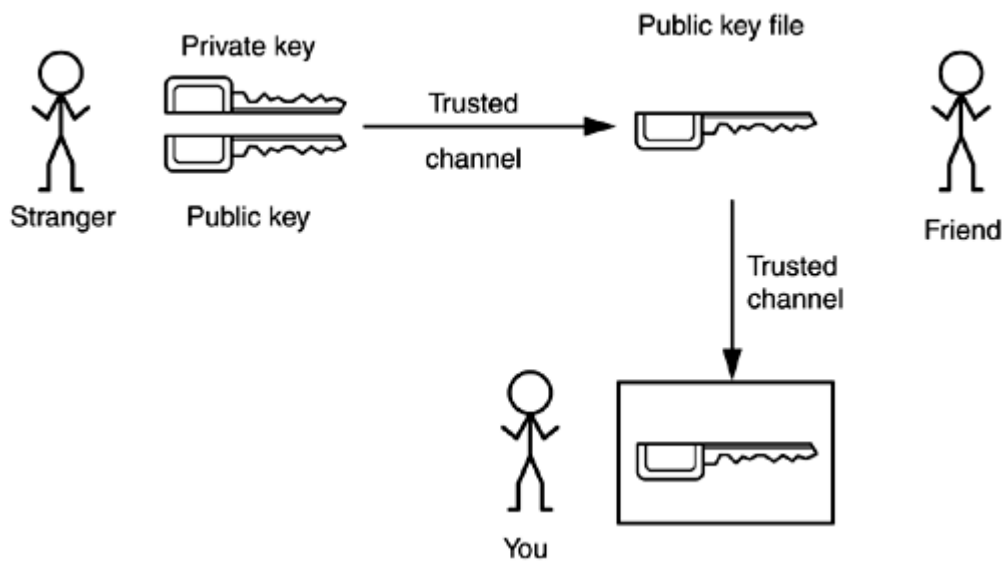 Private key
Public key file
Trusted
channel
Stranger
Public key
Friend
Trusted
channel
You